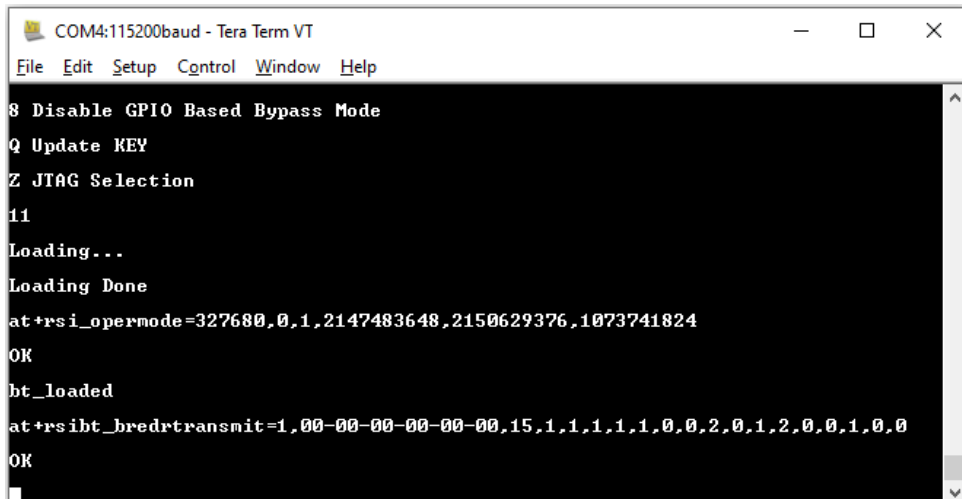 COM4:115200baud - Tera Term VT
File Edit Setup Control Window Help
8 Disable GPIO Based Bypass Mode
Q Update KEY
Z JTAG Selection
11
Loading...
Loading Done
at+rsi_opermode=327680,0,1,2147483648,2150629376,1073741824
OK
bt_loaded
at+rsibt_bredrtransmit=1,00-00-00-00-00-00,15,1,1,1,1,1,0,0,2,0,1,2,0,0,1,0,0
OK